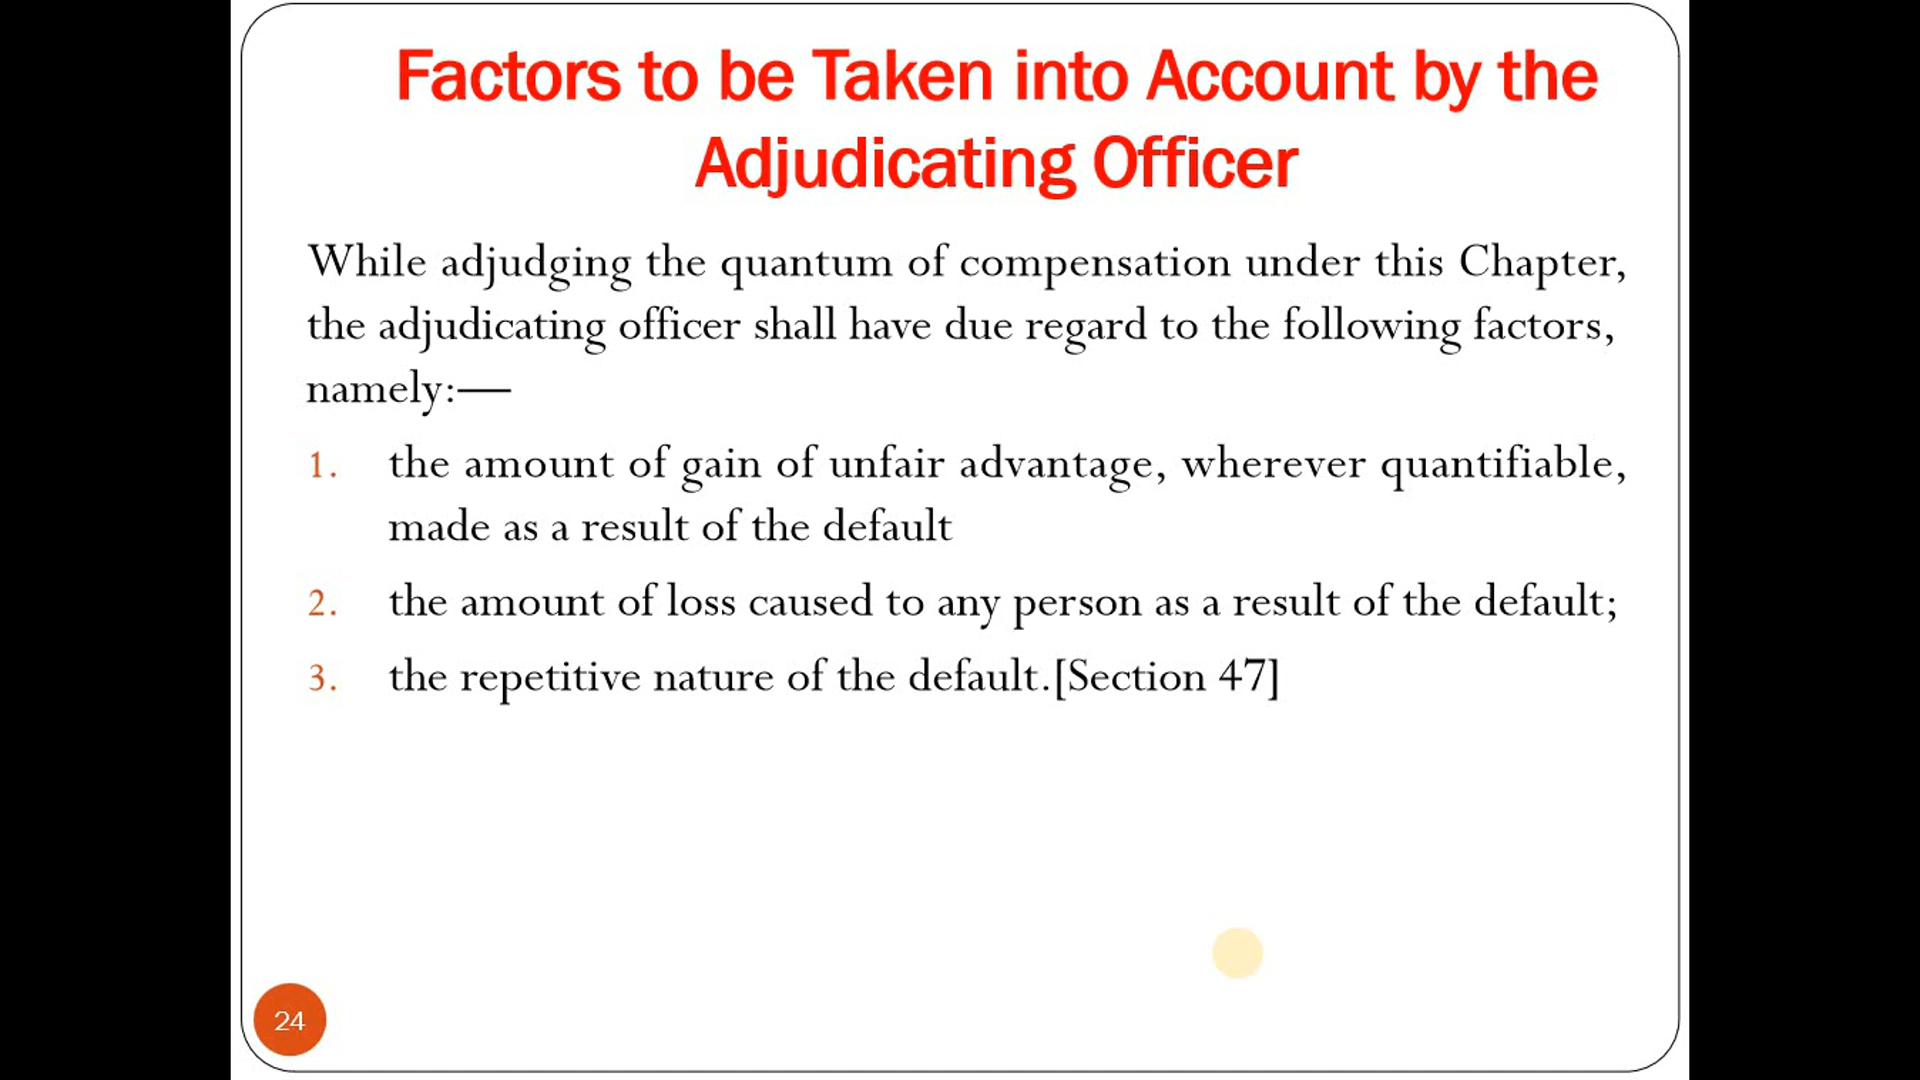 Factors to be Taken into Account by the
Adjudicating Officer
While adjudging the quantum of compensation under this Chapter,
the adjudicating officer shall have due regard to the following factors,
namely:—
1. the amount of gain of unfair advantage, wherever quantifiable,
made as a result of the default
2. the amount of loss caused to any person as a result of the default;
3. the repetitive nature of the default.[Section 47]
24